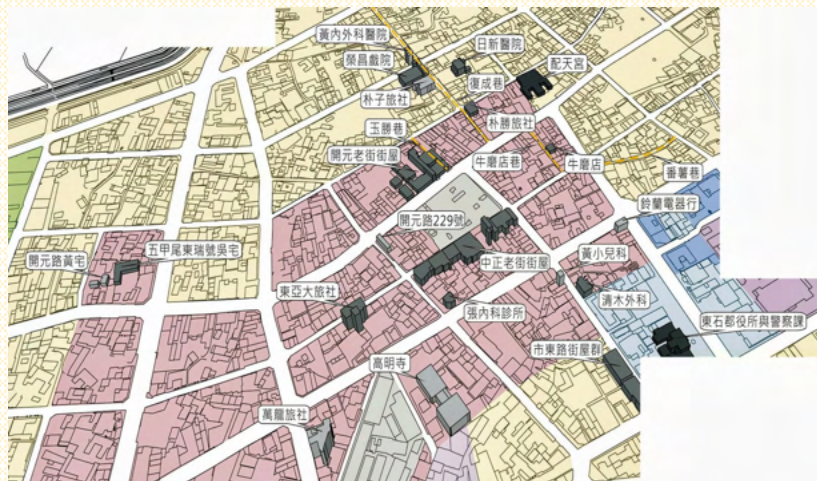 黃內外科醫院
日新醫院
榮昌戲院
配天宮
復成巷
朴子旅社
玉勝巷
朴勝旅社
開元老街街屋
牛磨店巷
牛磨店
番薯巷
鈴蘭電器行
開元路229號
五甲尾東瑞號吳宅
開元路黃宅
中正老街街屋
黃小兒科
東亞大旅社
張內科診所
清木外科
東石都役所與警察課
市東路街屋群
高明寺
萬龍旅社